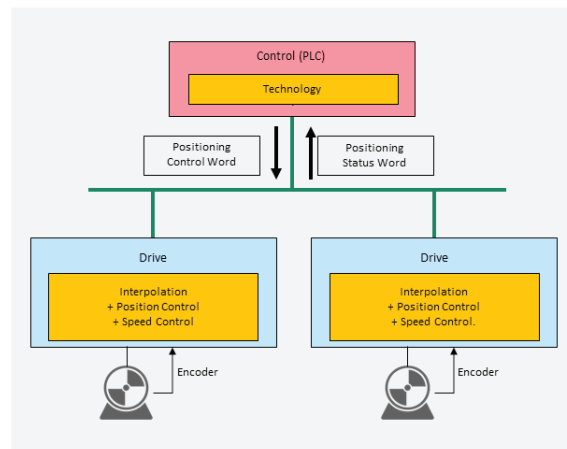 Control (PLC)
Technology
Positioning
Control Word
Positioning
Status Word
Drive
Interpolation
+ Position Control
+ Speed Control
Encoder
Drive
Interpolation
+ Position Control
+ Speed Control.
Encoder